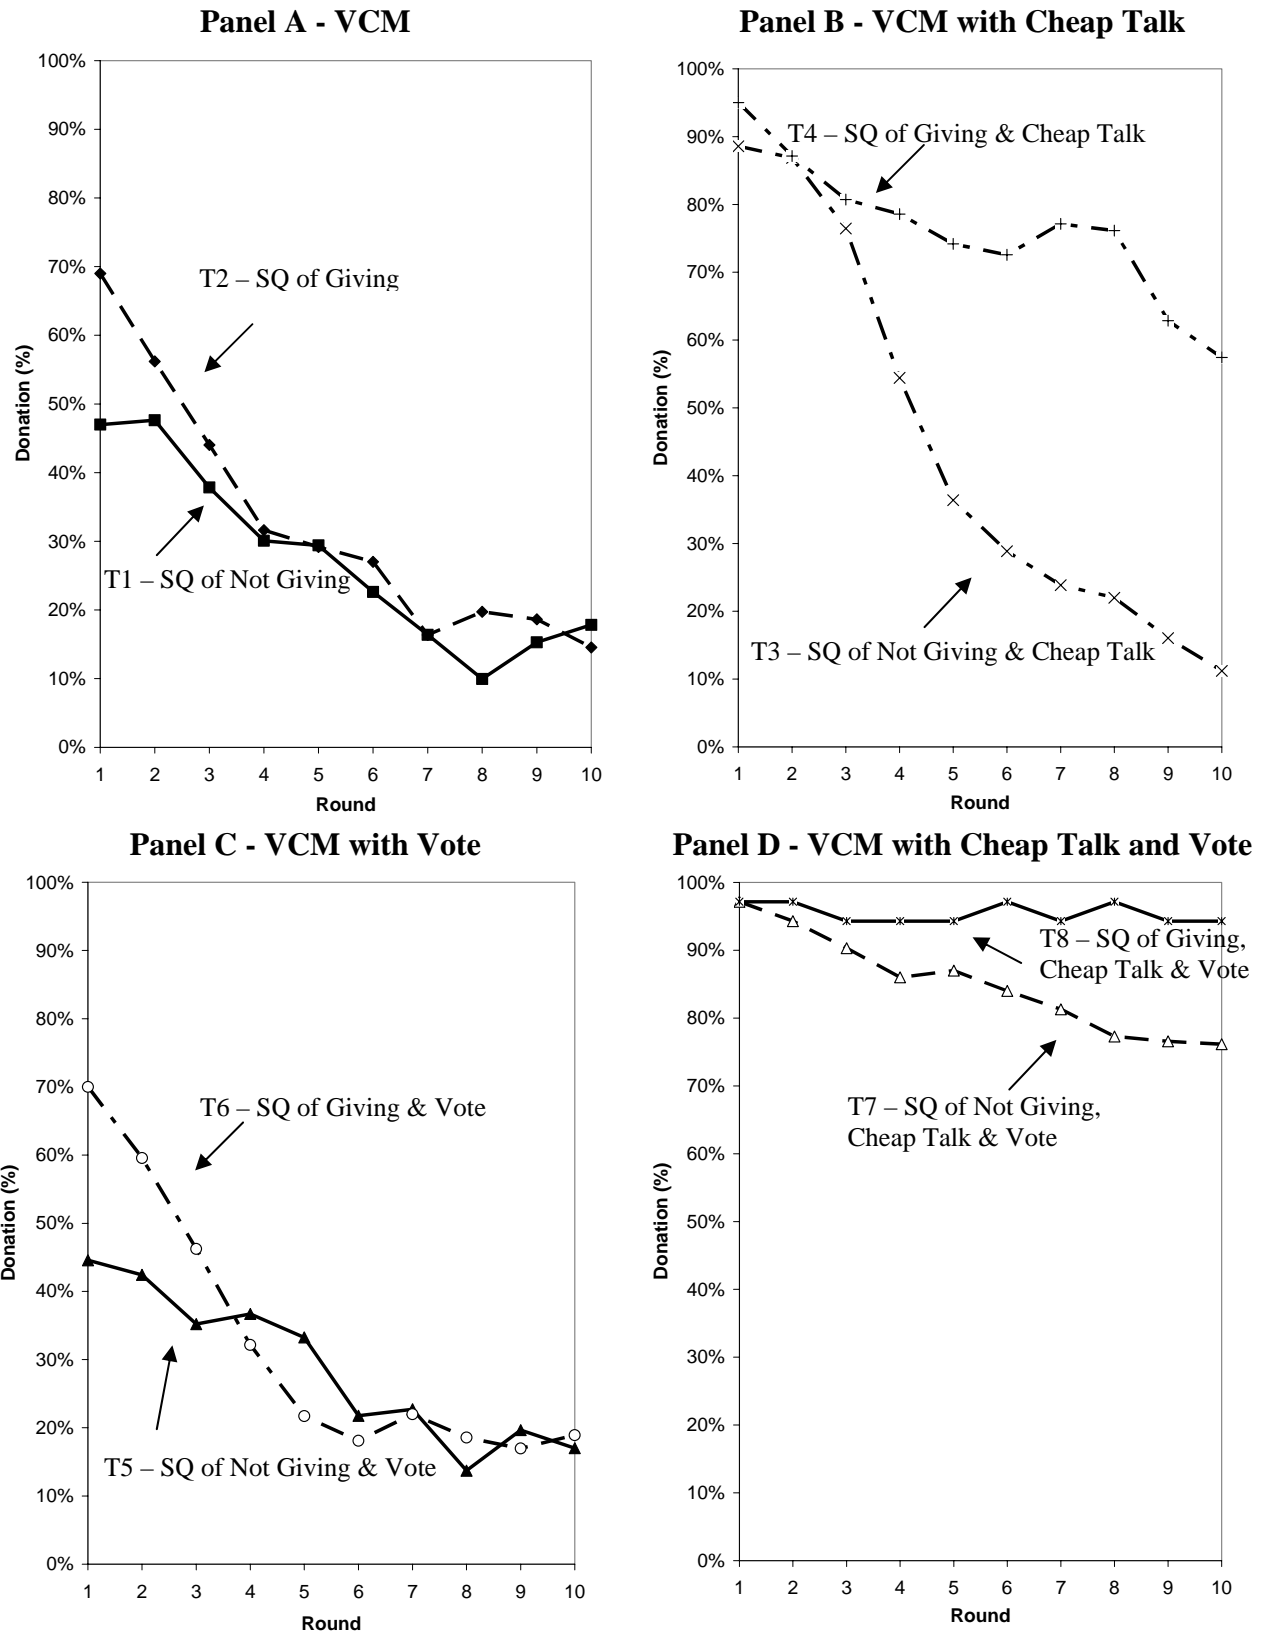 Panel A - VCM
100%
90%
80%
70%
60%
50%
40%
30%
20%
10%
0%
Donation (%)
T2 – SQ of Giving
T1 – SQ of Not Giving
1 2 3 4 5 6 7 8 9 10
Round
Panel B - VCM with Cheap Talk
100%
90%
80%
70%
60%
50%
40%
30%
20%
10%
0%
Donation (%)
T4 – SQ of Giving & Cheap Talk
T3 – SQ of Not Giving & Cheap Talk
1 2 3 4 5 6 7 8 9 10
Round
Panel C - VCM with Vote
100%
90%
80%
70%
60%
50%
40%
30%
20%
10%
0%
Donation (%)
T6 – SQ of Giving & Vote
T5 – SQ of Not Giving & Vote
1 2 3 4 5 6 7 8 9 10
Round
Panel D - VCM with Cheap Talk and Vote
100%
90%
80%
70%
60%
50%
40%
30%
20%
10%
0%
Donation (%)
T8 – SQ of Giving,
Cheap Talk & Vote
T7 – SQ of Not Giving,
Cheap Talk & Vote
1 2 3 4 5 6 7 8 9 10
Round